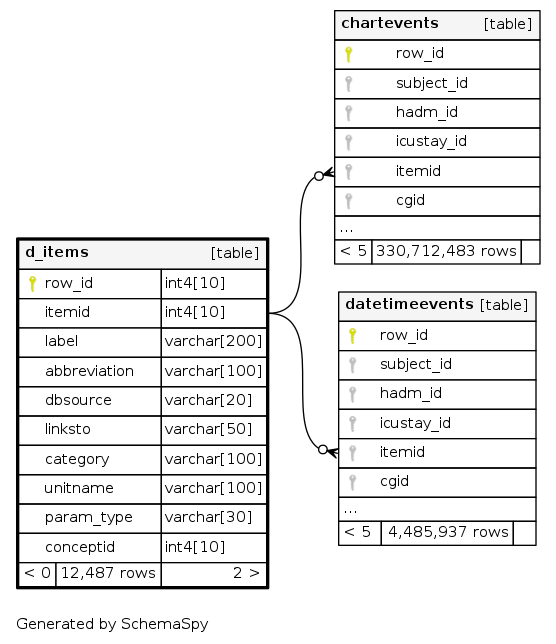 chartevents [table]
row_id
subject_id
hadm_id
icustay_id
itemid
cgid
...
< 5 330,712,483 rows
d_items [table]
row_id int4[10]
itemid int4[10]
label varchar[200]
abbreviation varchar[100]
dbsource varchar[20]
linksto varchar[50]
category varchar[100]
unitname varchar[100]
param_type varchar[30]
conceptid int4[10]
< 0 12,487 rows 2 >
datetimeevents [table]
row_id
subject_id
hadm_id
icustay_id
itemid
cgid
...
< 5 4,485,937 rows
Generated by SchemaSpy